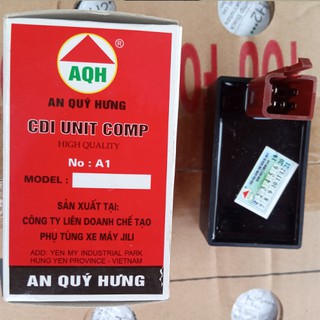 AQH
®
AN QUÝ HƯNG
CDI UNIT COMP
HIGH QUALITY
No : A1
MODEL :
SẢN XUẤT TẠI:
CÔNG TY LIÊN DOANH CHẾ TẠO
PHỤ TÙNG XE MÁY JILI
ADD: YEN MY INDUSTRIAL PARK
HUNG YEN PROVINCE - VIETNAM
AN QUÝ HƯNG